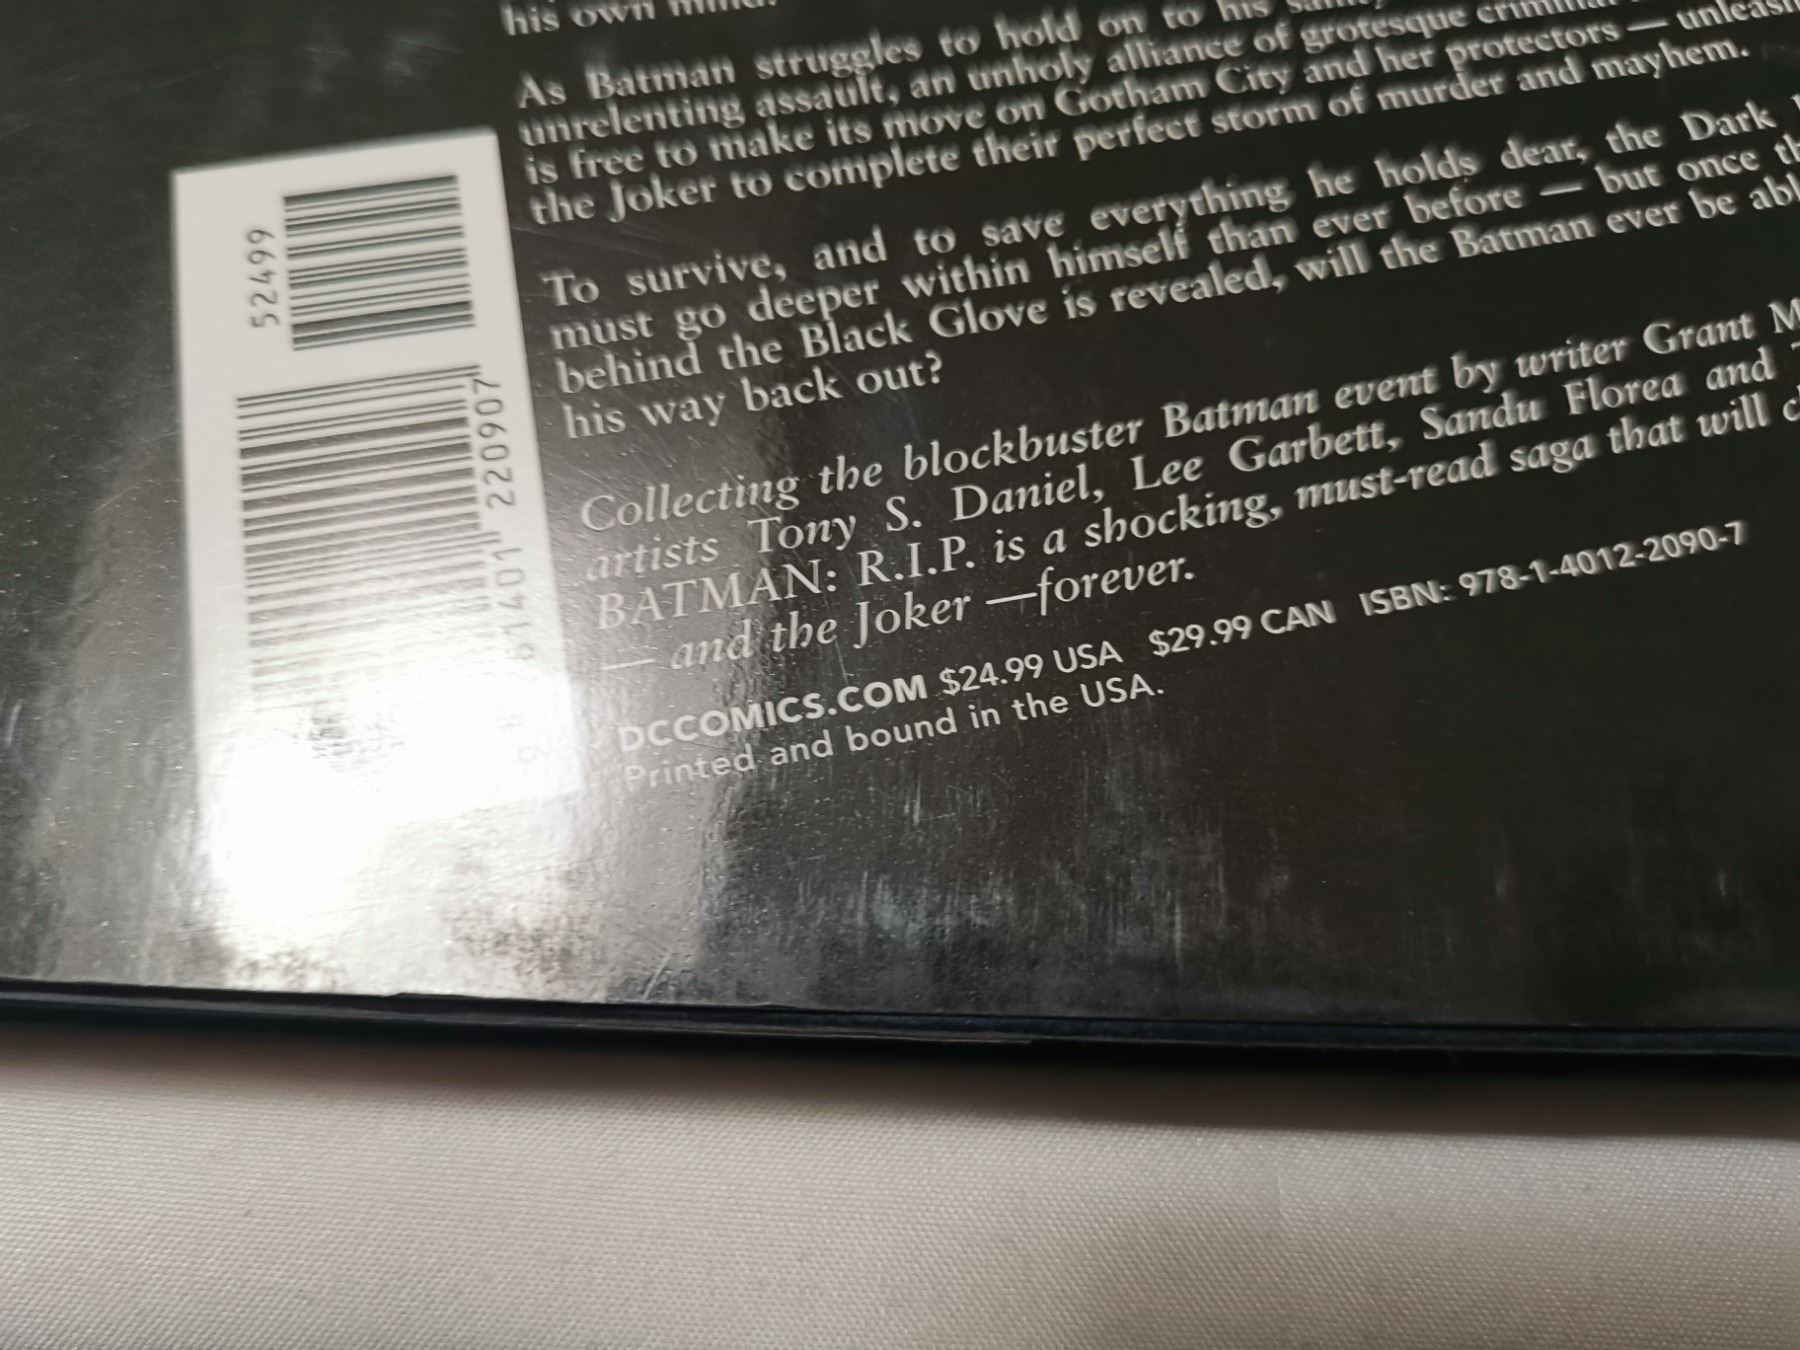 his own mind.
As Batman struggles to hold on to his
unrelenting assault, an unholy alliance of grotesque
is free to make its move on Gotham City and her protectors —
the Joker to complete their perfect storm of murder and mayhem.
To survive, and to save everything he holds dear, the Dark
must go deeper within himself than ever before — but once
behind the Black Glove is revealed, will the Batman ever be
his way back out?
Collecting the blockbuster Batman event by writer Grant
artists Tony S. Daniel, Lee Garbett, Sandu Florea and
BATMAN: R.I.P. is a shocking, must-read saga that will
— and the Joker —forever.
DCCOMICS.COM $24.99 USA $29.99 CAN ISBN: 978-1-4012-2090-7
Printed and bound in the USA.
52499
9 781401 220907